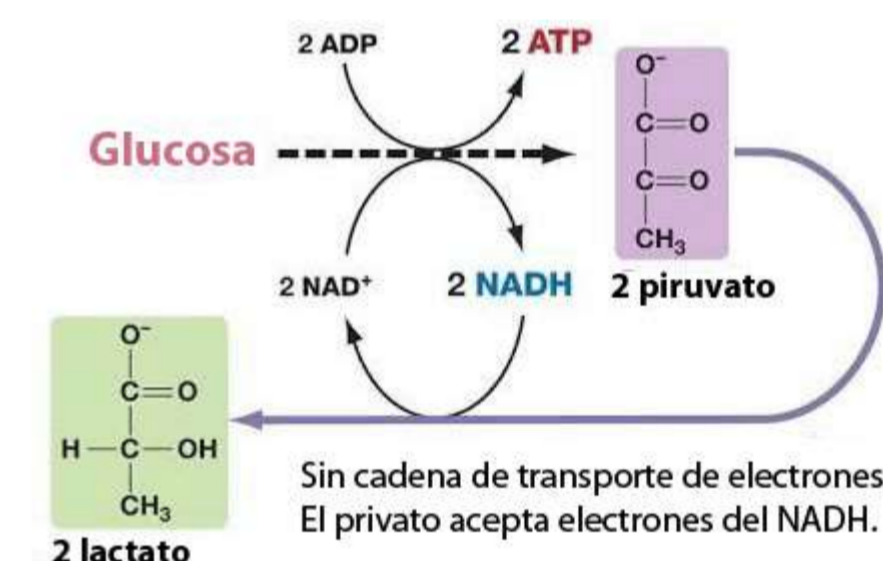 2 ADP
2 ATP
Glucosa
O⁻
C=O
C=O
CH₃
2 NAD⁺
2 NADH
2 piruvato
O⁻
C=O
H—C—OH
CH₃
2 lactato
Sin cadena de transporte de electrones
El privato acepta electrones del NADH.